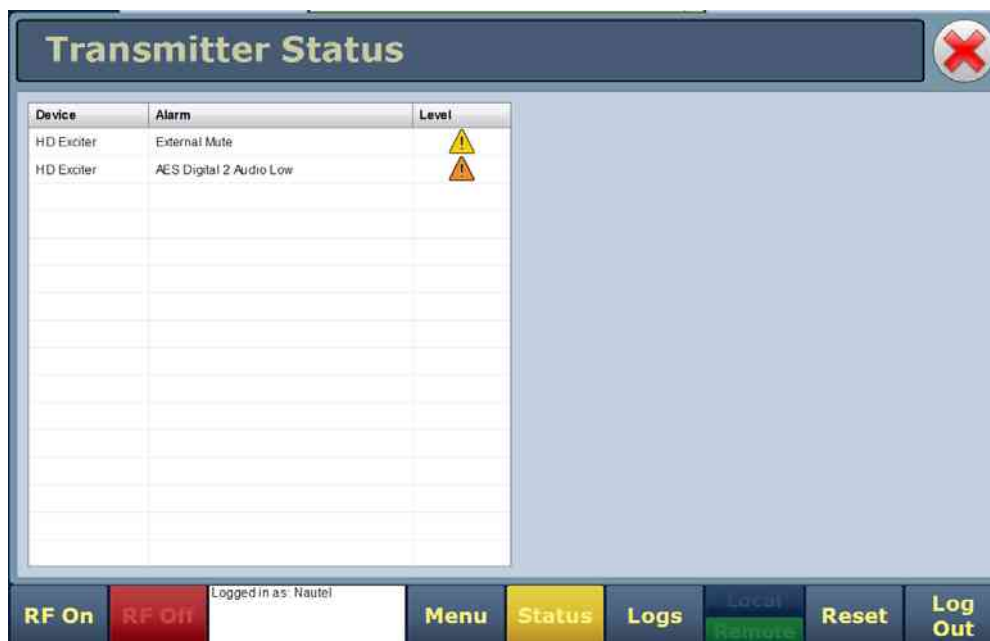 Transmitter Status
Device Alarm Level
HD Exciter External Mute
HD Exciter AES Digital 2 Audio Low
Logged in as: Nautel
RF On RF Off Menu Status Logs Local Reset Log
Remote Out